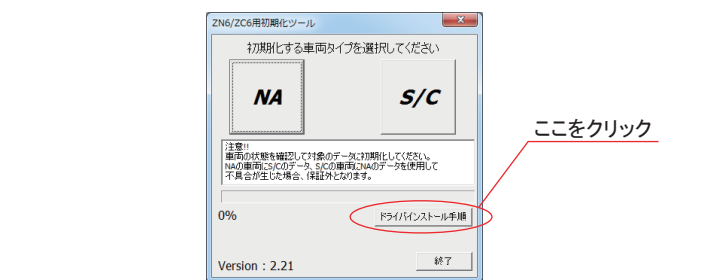 ZN6/ZC6用初期化ツール
初期化する車両タイプを選択してください
NA
S/C
ここをクリック
注意!!
車両の状態を確認して対象のデータに初期化してください。
NAの車両にS/Cのデータ、S/Cの車両にNAのデータを使用して
不具合が生じた場合、保証外となります。
0%
ドライバインストール手順
Version : 2.21
終了